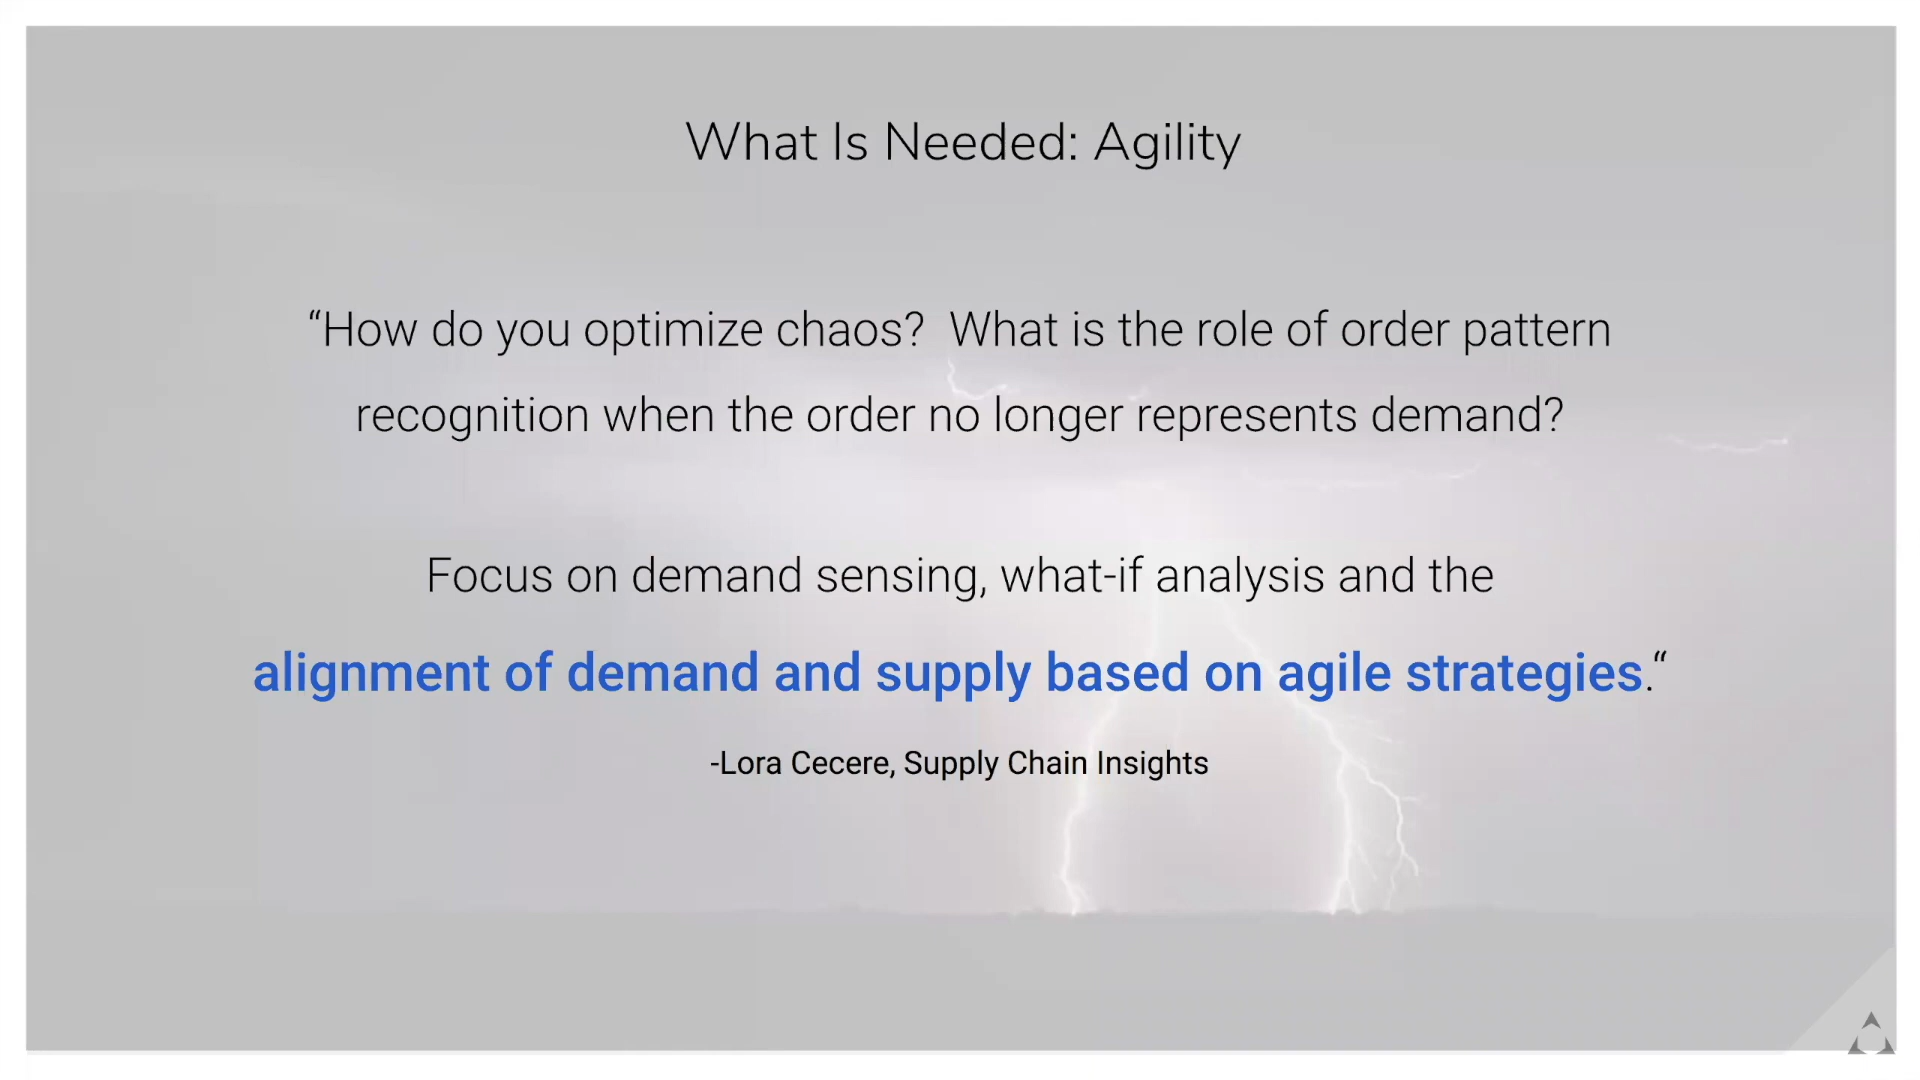 What Is Needed: Agility
“How do you optimize chaos?  What is the role of order pattern
recognition when the order no longer represents demand?
Focus on demand sensing, what-if analysis and the
alignment of demand and supply based on agile strategies.“
-Lora Cecere, Supply Chain Insights